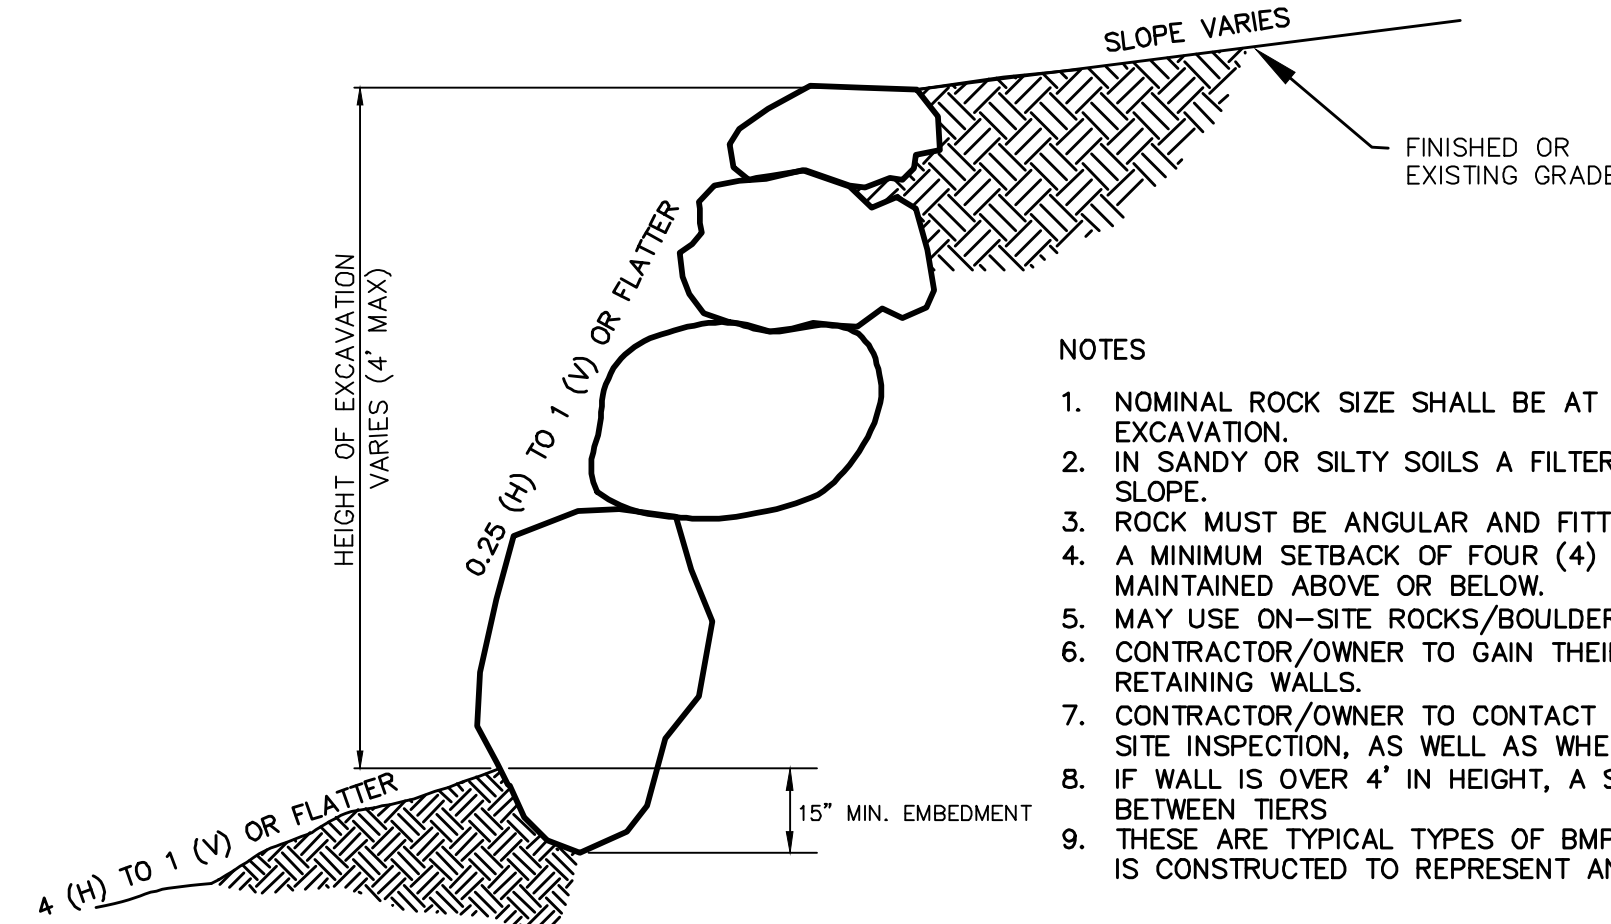 SLOPE VARIES
FINISHED OR
EXISTING GRADE
HEIGHT OF EXCAVATION
VARIES (4' MAX)
0.25 (H) TO 1 (V) OR FLATTER
4 (H) TO 1 (V) OR FLATTER
15" MIN. EMBEDMENT
NOTES
1. NOMINAL ROCK SIZE SHALL BE AT
EXCAVATION.
2. IN SANDY OR SILTY SOILS A FILTER
SLOPE.
3. ROCK MUST BE ANGULAR AND FITT
4. A MINIMUM SETBACK OF FOUR (4)
MAINTAINED ABOVE OR BELOW.
5. MAY USE ON-SITE ROCKS/BOULDER
6. CONTRACTOR/OWNER TO GAIN THEI
RETAINING WALLS.
7. CONTRACTOR/OWNER TO CONTACT
SITE INSPECTION, AS WELL AS WHE
8. IF WALL IS OVER 4' IN HEIGHT, A S
BETWEEN TIERS
9. THESE ARE TYPICAL TYPES OF BMP
IS CONSTRUCTED TO REPRESENT AN